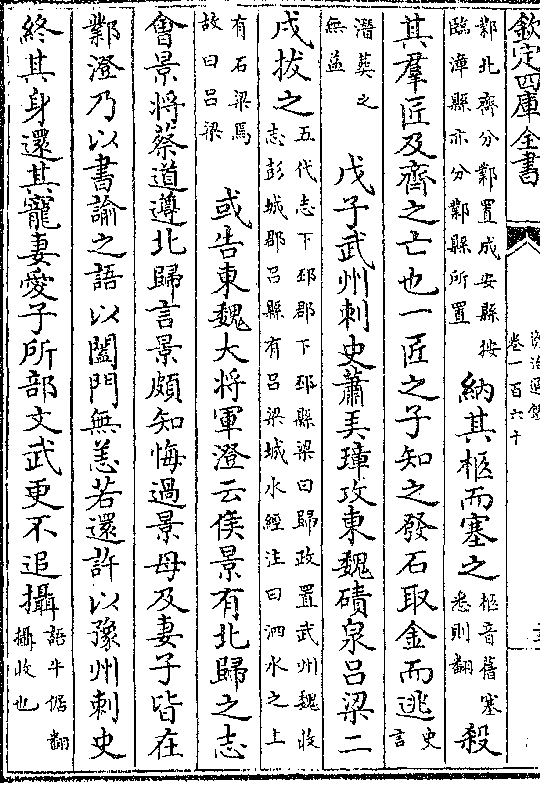 欽定四庫全書
資治通鑑
卷一百六十
鄴北齊分鄴置成安縣按
臨漳縣亦分鄴縣所置
納其柩而塞之
柩音舊塞
悉則翻
殺
其羣匠及齊之亡也一匠之子知之發石取金而逃
史
言
潛葬之
無益
戊子武州刺史蕭弄璋攻東魏磧泉呂梁二
戍拔之
五代志下邳郡下邳縣梁曰歸政置武州魏收
志彭城郡呂縣有呂梁城水經注曰泗水之上
有石梁焉
故曰呂梁
或告東魏大將軍澄云侯景有北歸之志
會景將蔡道遵北歸言景頗知悔過景母及妻子皆在
鄴澄乃以書諭之語以闔門無恙若還許以豫州刺史
終其身還其寵妻愛子所部文武更不追攝
語牛倨翻
攝收也